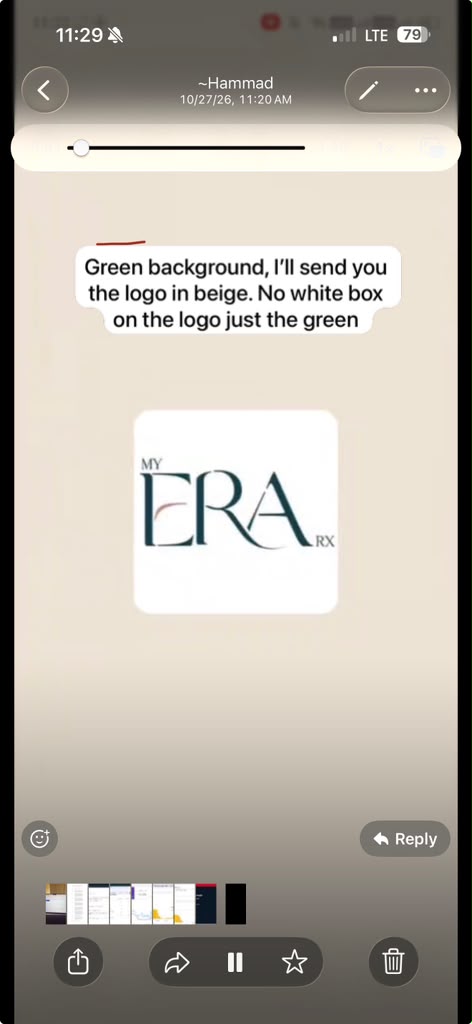 11:29
LTE 79
~Hammad
10/27/26, 11:20 AM
Green background, I'll send you
the logo in beige. No white box
on the logo just the green
MY
ERA
RX
Reply